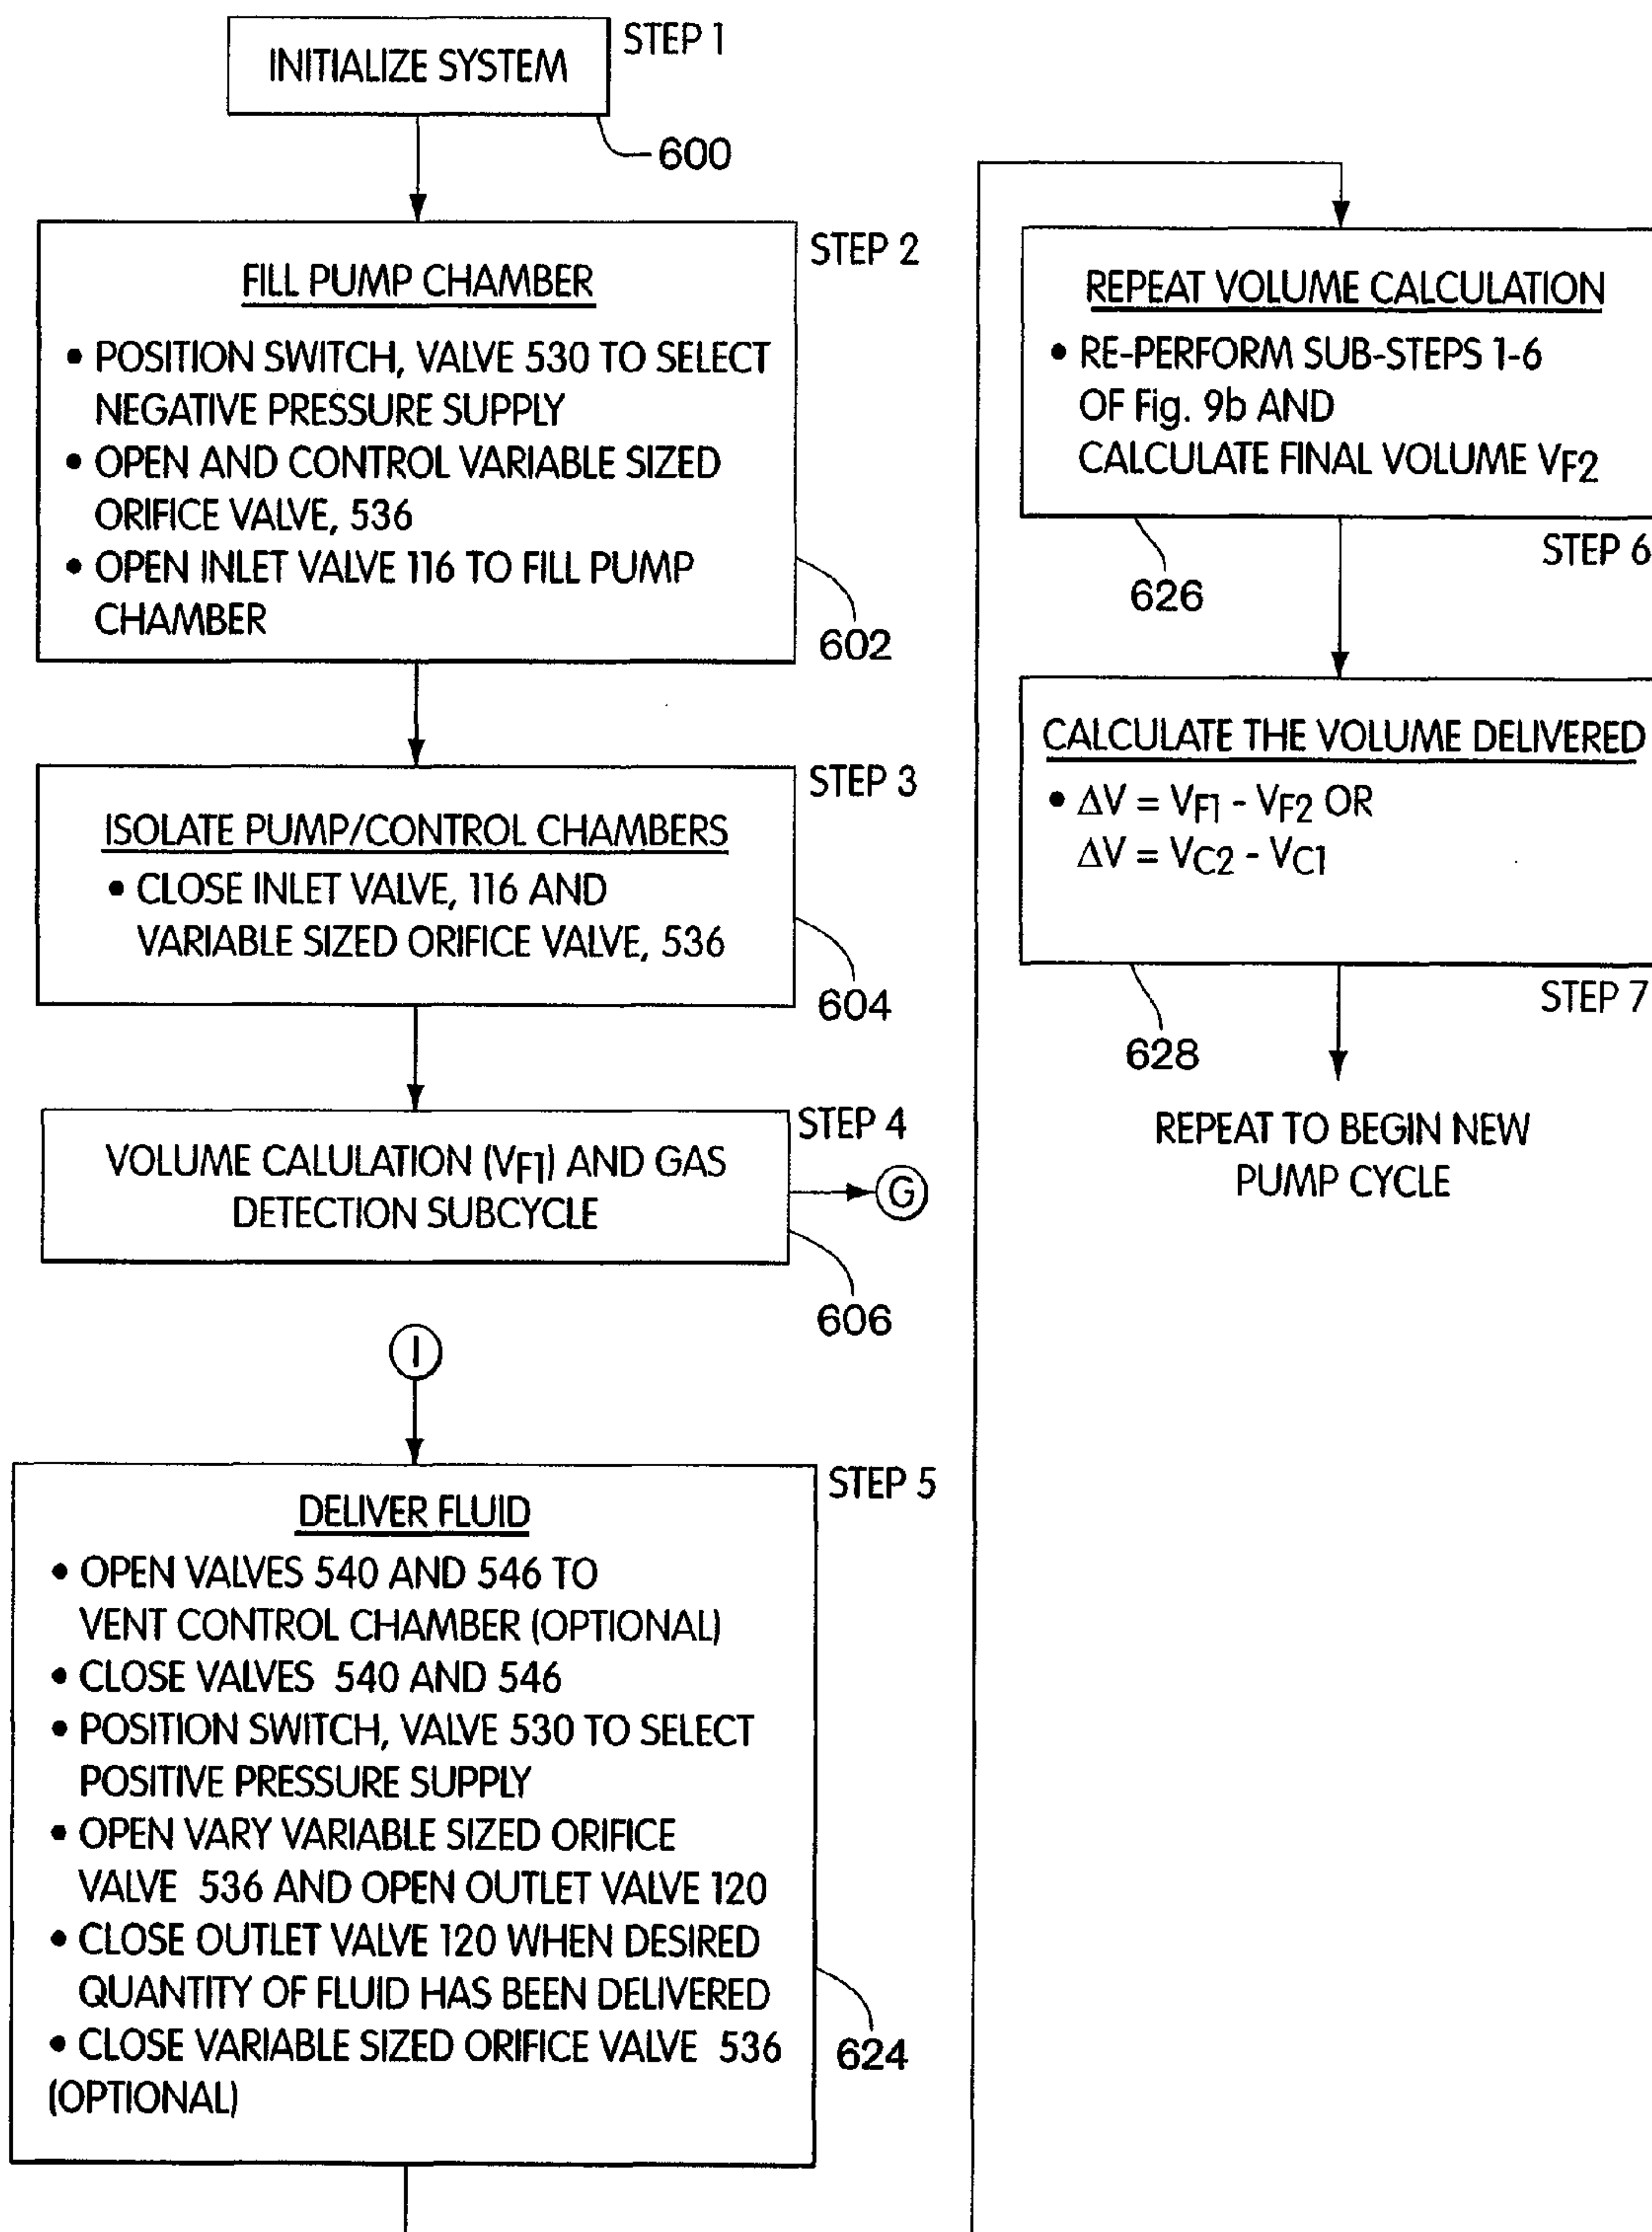 INITIALIZE SYSTEM
STEP 1
600
FILL PUMP CHAMBER
STEP 2
• POSITION SWITCH, VALVE 530 TO SELECT
NEGATIVE PRESSURE SUPPLY
• OPEN AND CONTROL VARIABLE SIZED
ORIFICE VALVE, 536
• OPEN INLET VALVE 116 TO FILL PUMP
CHAMBER
602
STEP 3
ISOLATE PUMP/CONTROL CHAMBERS
• CLOSE INLET VALVE, 116 AND
VARIABLE SIZED ORIFICE VALVE, 536
604
STEP 4
VOLUME CALULATION (VF1) AND GAS
DETECTION SUBCYCLE
G
606
I
STEP 5
DELIVER FLUID
• OPEN VALVES 540 AND 546 TO
VENT CONTROL CHAMBER (OPTIONAL)
• CLOSE VALVES 540 AND 546
• POSITION SWITCH, VALVE 530 TO SELECT
POSITIVE PRESSURE SUPPLY
• OPEN VARY VARIABLE SIZED ORIFICE
VALVE 536 AND OPEN OUTLET VALVE 120
• CLOSE OUTLET VALVE 120 WHEN DESIRED
QUANTITY OF FLUID HAS BEEN DELIVERED
• CLOSE VARIABLE SIZED ORIFICE VALVE 536
(OPTIONAL)
624
REPEAT VOLUME CALCULATION
• RE-PERFORM SUB-STEPS 1-6
OF Fig. 9b AND
CALCULATE FINAL VOLUME VF2
STEP 6
626
CALCULATE THE VOLUME DELIVERED
• ΔV = VF1 - VF2 OR
ΔV = VC2 - VC1
STEP 7
628
REPEAT TO BEGIN NEW
PUMP CYCLE